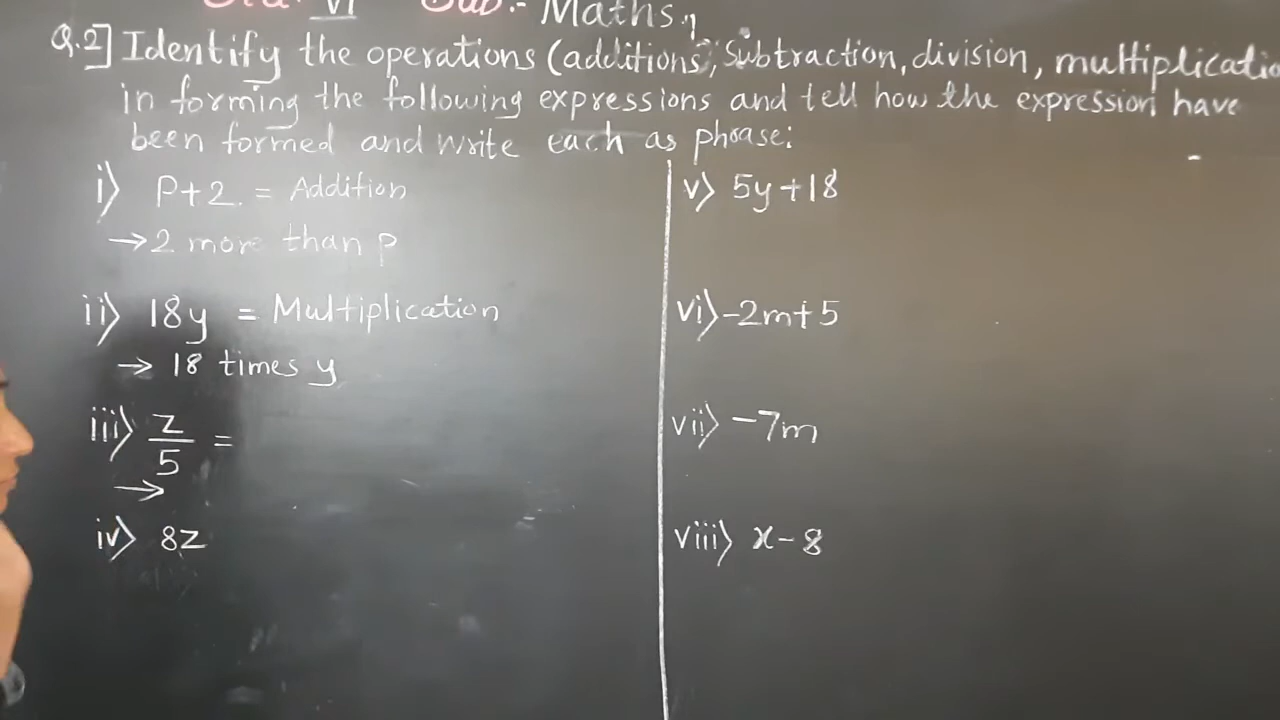 Std:- VI Sub:- Maths.
Q.2] Identify the operations (additions, subtraction, division, multiplicatio
in forming the following expressions and tell how the expression have
been formed and write each as phrase:
i) P+2. = Addition
→ 2 more than p
ii) 18y = Multiplication
→ 18 times y
iii) z/5 =
→
iv) 8z
v) 5y+18
vi) -2m+5
vii) -7m
viii) x-8